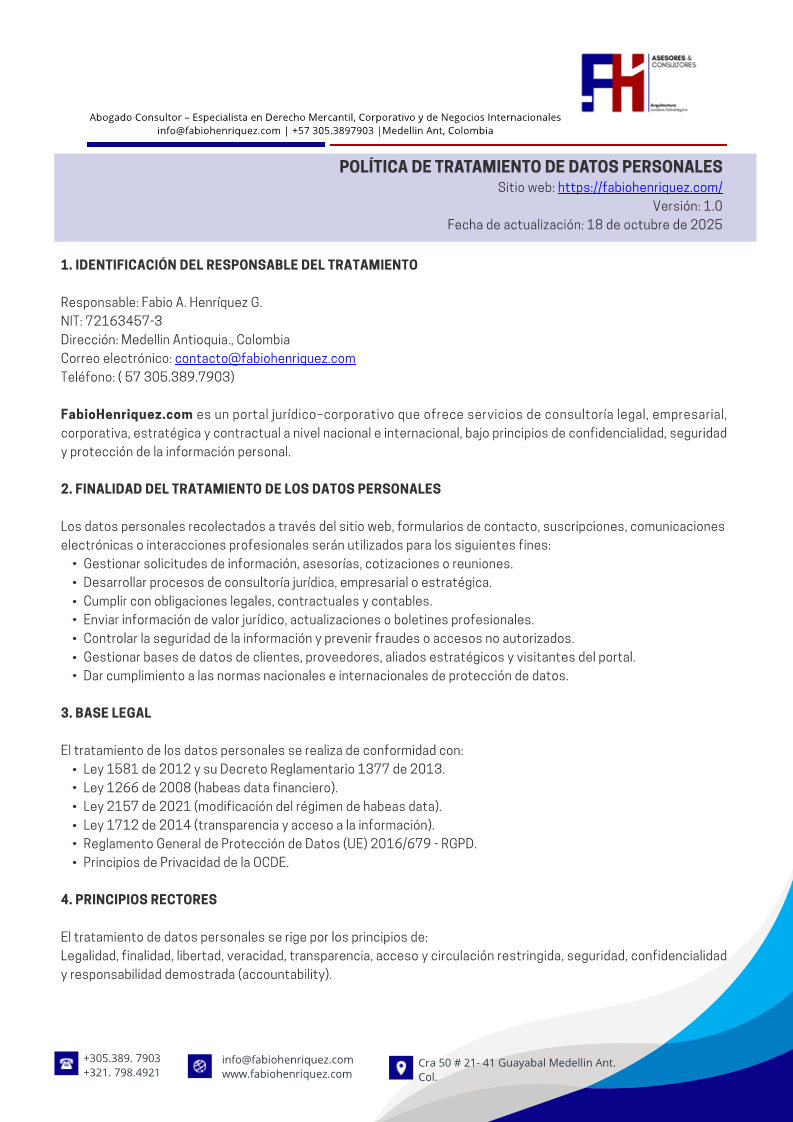 FH
ASESORES &
CONSULTORES
Arquitectura
Jurídica Estratégica
Abogado Consultor – Especialista en Derecho Mercantil, Corporativo y de Negocios Internacionales
info@fabiohenriquez.com | +57 305.3897903 |Medellin Ant, Colombia
POLÍTICA DE TRATAMIENTO DE DATOS PERSONALES
Sitio web: https://fabiohenriquez.com/
Versión: 1.0
Fecha de actualización: 18 de octubre de 2025
1. IDENTIFICACIÓN DEL RESPONSABLE DEL TRATAMIENTO
Responsable: Fabio A. Henríquez G.
NIT: 72163457-3
Dirección: Medellin Antioquia., Colombia
Correo electrónico: contacto@fabiohenriquez.com
Teléfono: ( 57 305.389.7903)
FabioHenriquez.com es un portal jurídico–corporativo que ofrece servicios de consultoría legal, empresarial,
corporativa, estratégica y contractual a nivel nacional e internacional, bajo principios de confidencialidad, seguridad
y protección de la información personal.
2. FINALIDAD DEL TRATAMIENTO DE LOS DATOS PERSONALES
Los datos personales recolectados a través del sitio web, formularios de contacto, suscripciones, comunicaciones
electrónicas o interacciones profesionales serán utilizados para los siguientes fines:
• Gestionar solicitudes de información, asesorías, cotizaciones o reuniones.
• Desarrollar procesos de consultoría jurídica, empresarial o estratégica.
• Cumplir con obligaciones legales, contractuales y contables.
• Enviar información de valor jurídico, actualizaciones o boletines profesionales.
• Controlar la seguridad de la información y prevenir fraudes o accesos no autorizados.
• Gestionar bases de datos de clientes, proveedores, aliados estratégicos y visitantes del portal.
• Dar cumplimiento a las normas nacionales e internacionales de protección de datos.
3. BASE LEGAL
El tratamiento de los datos personales se realiza de conformidad con:
• Ley 1581 de 2012 y su Decreto Reglamentario 1377 de 2013.
• Ley 1266 de 2008 (habeas data financiero).
• Ley 2157 de 2021 (modificación del régimen de habeas data).
• Ley 1712 de 2014 (transparencia y acceso a la información).
• Reglamento General de Protección de Datos (UE) 2016/679 - RGPD.
• Principios de Privacidad de la OCDE.
4. PRINCIPIOS RECTORES
El tratamiento de datos personales se rige por los principios de:
Legalidad, finalidad, libertad, veracidad, transparencia, acceso y circulación restringida, seguridad, confidencialidad
y responsabilidad demostrada (accountability).
+305.389. 7903
+321. 798.4921
info@fabiohenriquez.com
www.fabiohenriquez.com
Cra 50 # 21- 41 Guayabal Medellin Ant.
Col.